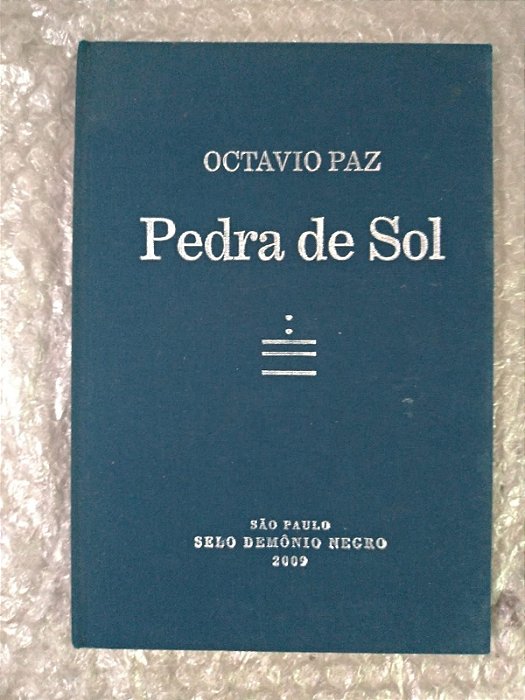 OCTAVIO PAZ
Pedra de Sol
SÃO PAULO
SELO DEMÔNIO NEGRO
2009